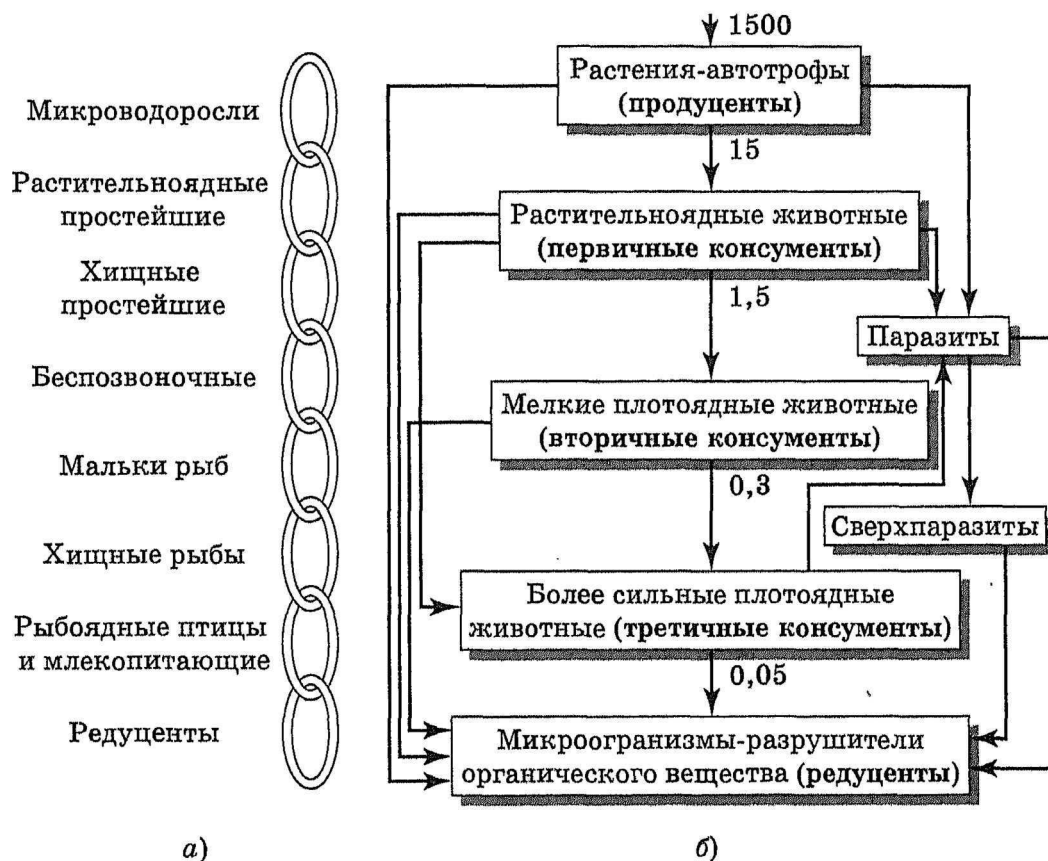 Микроводоросли
Растительноядные
простейшие
Хищные
простейшие
Беспозвоночные
Мальки рыб
Хищные рыбы
Рыбоядные птицы
и млекопитающие
Редуценты
а)
1500
Растения-автотрофы
(продуценты)
15
Растительноядные животные
(первичные консументы)
1,5
Паразиты
Мелкие плотоядные животные
(вторичные консументы)
0,3
Сверхпаразиты
Более сильные плотоядные
животные (третичные консументы)
0,05
Микроогранизмы-разрушители
органического вещества (редуценты)
б)